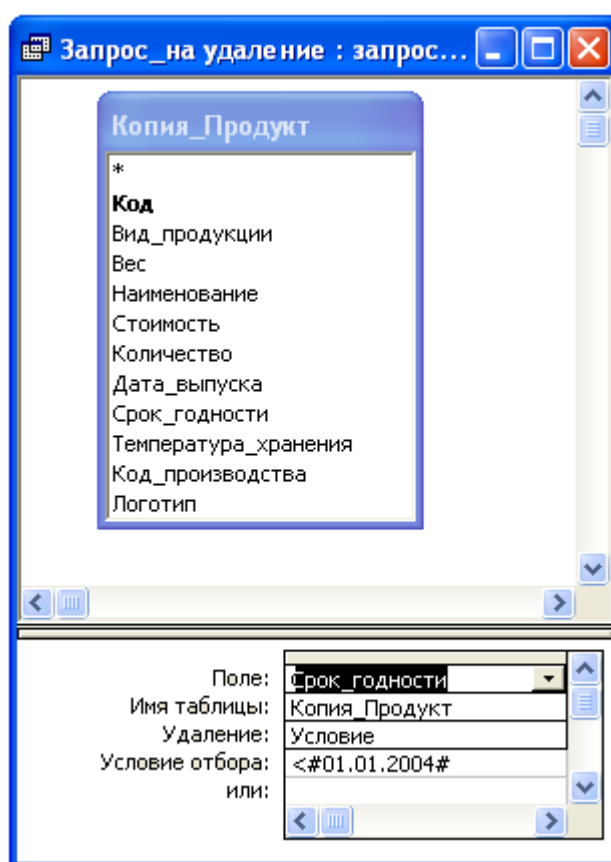 Запрос_на удаление : запрос...
Копия_Продукт
*
Код
Вид_продукции
Вес
Наименование
Стоимость
Количество
Дата_выпуска
Срок_годности
Температура_хранения
Код_производства
Логотип
Поле: Срок_годности
Имя таблицы: Копия_Продукт
Удаление: Условие
Условие отбора: <#01.01.2004#
или: